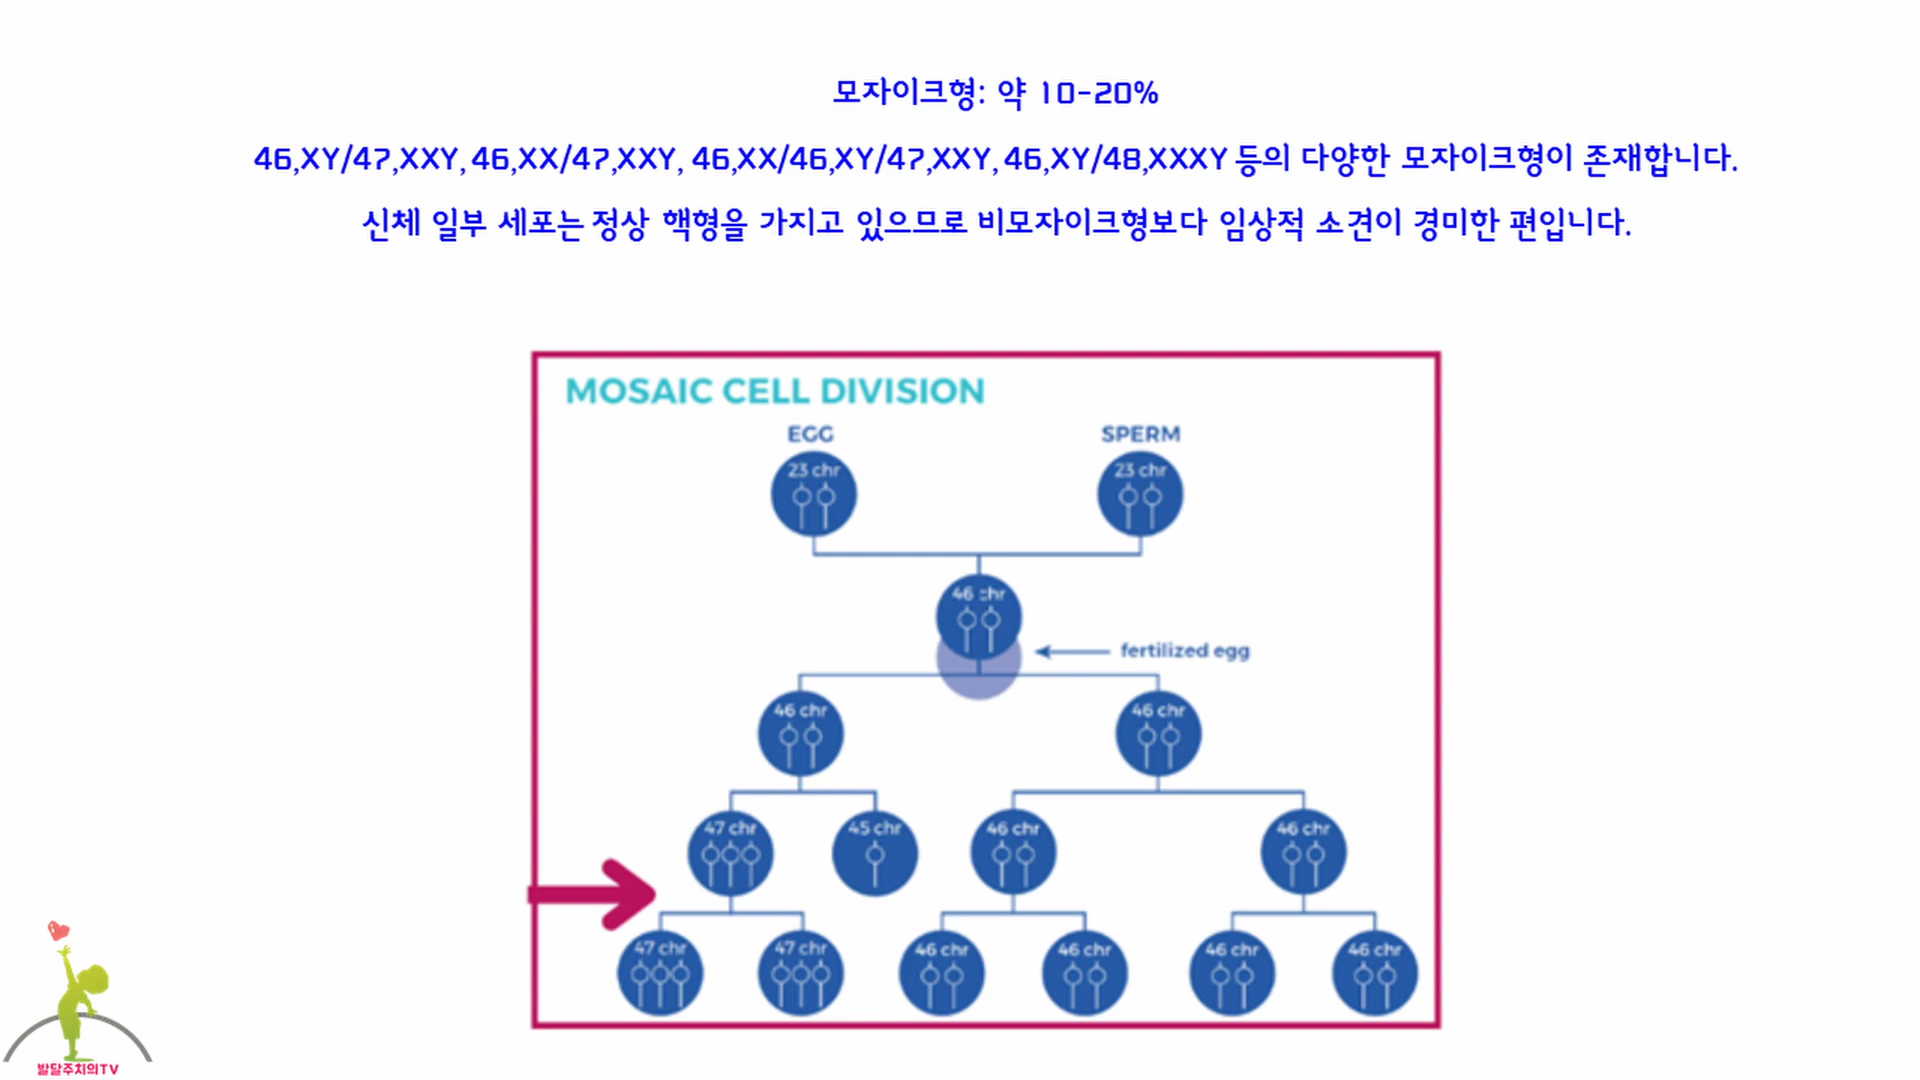 모자이크형: 약 10-20%
46,XY/47,XXY, 46,XX/47,XXY, 46,XX/46,XY/47,XXY, 46,XY/48,XXXY 등의 다양한 모자이크형이 존재합니다.
신체 일부 세포는 정상 핵형을 가지고 있으므로 비모자이크형보다 임상적 소견이 경미한 편입니다.
MOSAIC CELL DIVISION
EGG SPERM
23 chr 23 chr
46 chr
fertilized egg
46 chr 46 chr
47 chr 45 chr 46 chr 46 chr
47 chr 47 chr 46 chr 46 chr 46 chr 46 chr
발달주치의TV